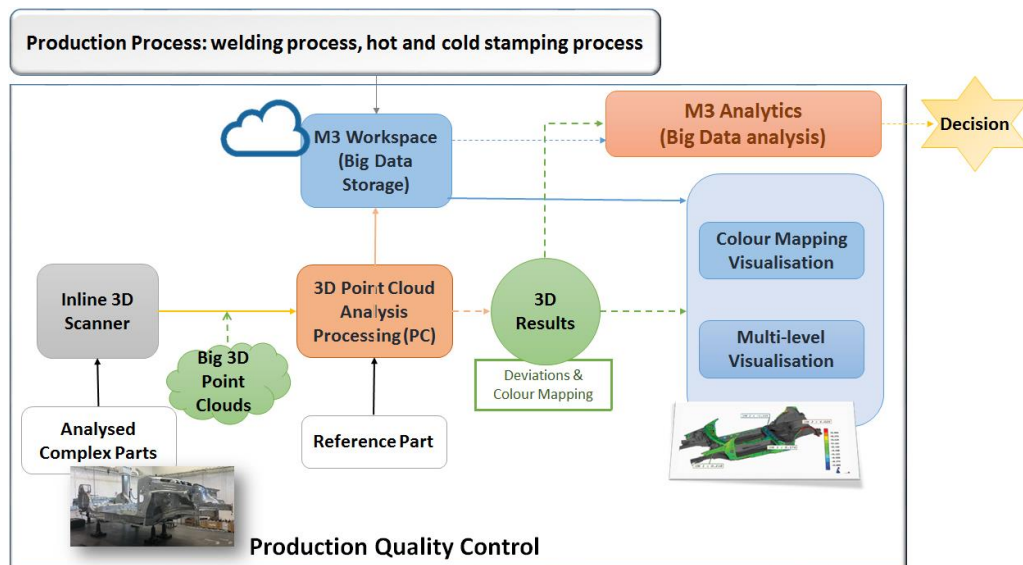 Production Process: welding process, hot and cold stamping process
M3 Workspace
(Big Data
Storage)
M3 Analytics
(Big Data analysis)
Decision
Colour Mapping
Visualisation
Inline 3D
Scanner
3D Point Cloud
Analysis
Processing (PC)
3D
Results
Multi-level
Visualisation
Big 3D
Point
Clouds
Deviations &
Colour Mapping
Analysed
Complex Parts
Reference Part
Production Quality Control